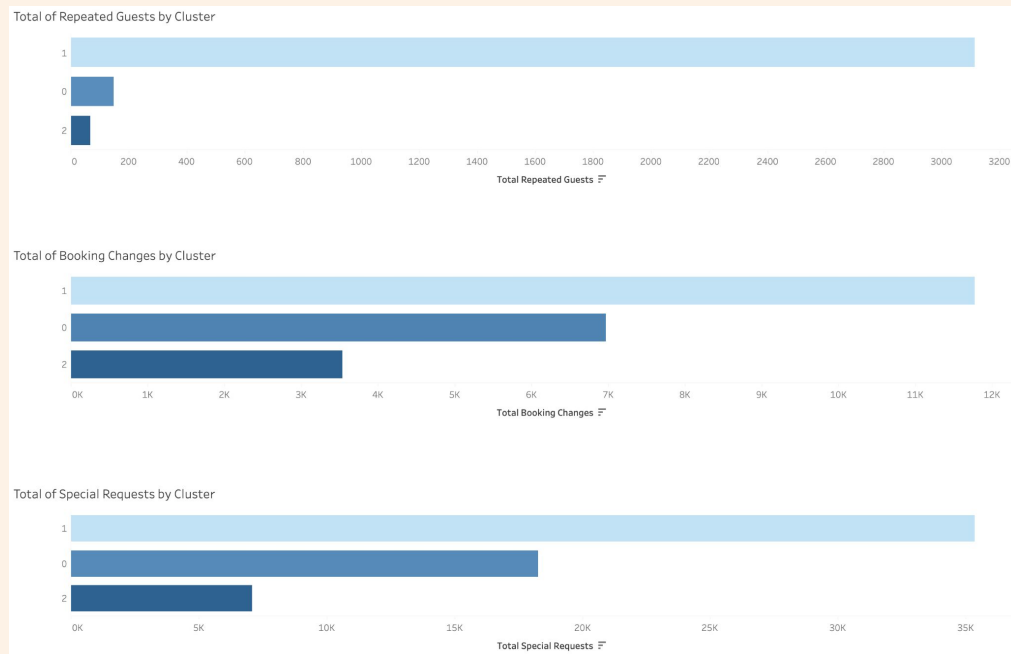 Total of Repeated Guests by Cluster
1
0
2
0 200 400 600 800 1000 1200 1400 1600 1800 2000 2200 2400 2600 2800 3000 3200
Total Repeated Guests
Total of Booking Changes by Cluster
1
0
2
0K 1K 2K 3K 4K 5K 6K 7K 8K 9K 10K 11K 12K
Total Booking Changes
Total of Special Requests by Cluster
1
0
2
0K 5K 10K 15K 20K 25K 30K 35K
Total Special Requests